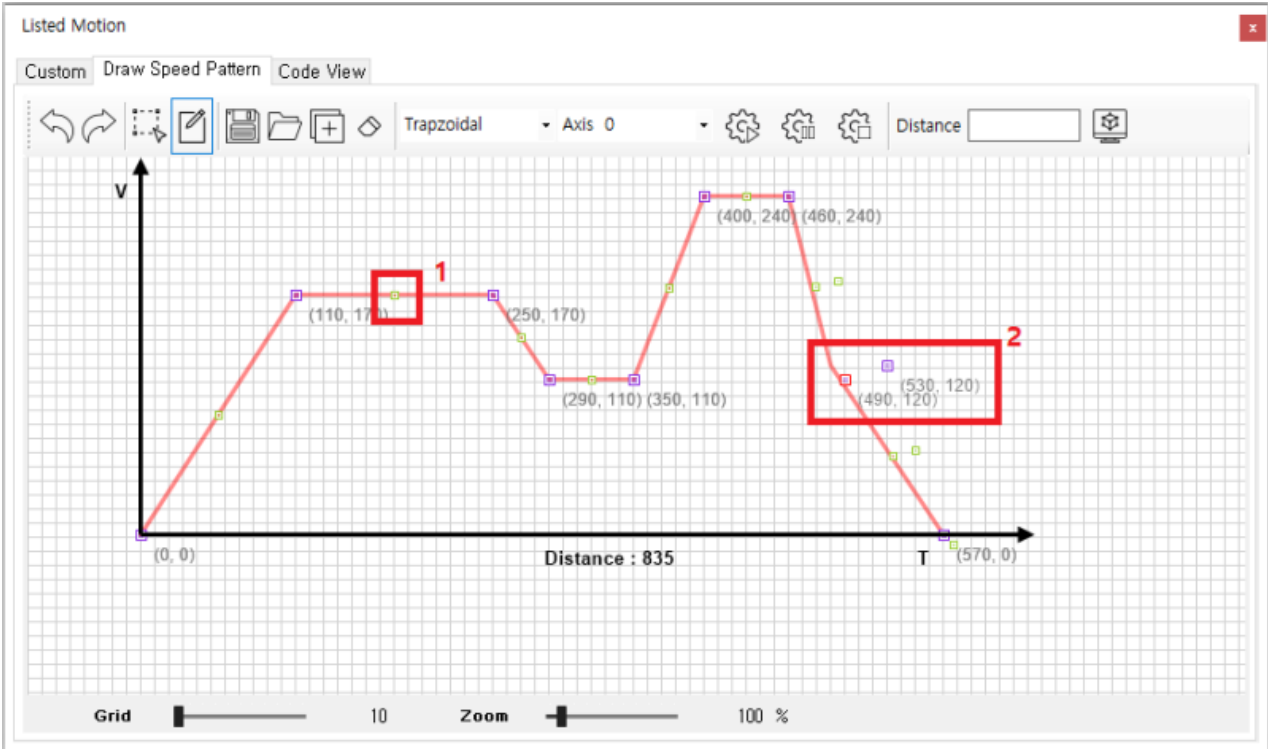 Listed Motion
x
Custom Draw Speed Pattern Code View
Trapzoidal Axis 0 Distance
V
(400, 240) (460, 240)
1
(110, 170) (250, 170)
2
(530, 120)
(490, 120)
(290, 110) (350, 110)
(0, 0) Distance : 835 T (570, 0)
Grid 10 Zoom 100 %